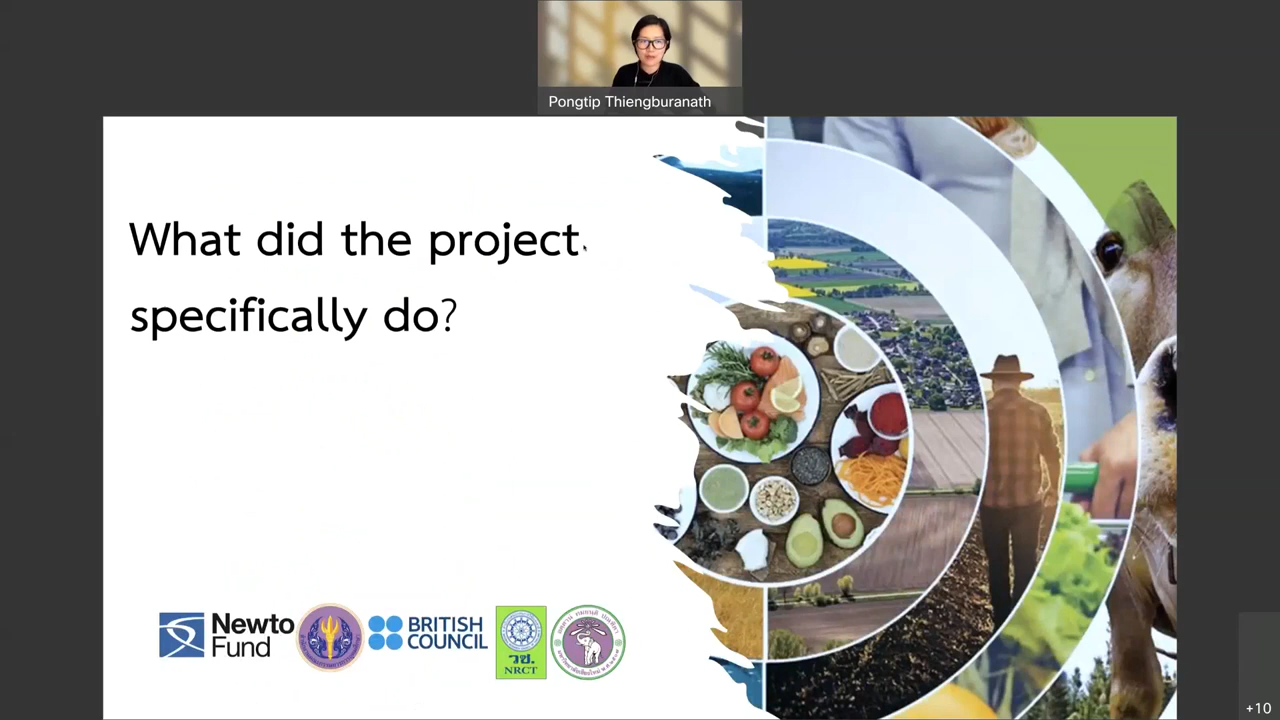 Pongtip Thiengburanath
What did the project
specifically do?
Newto
Fund
BRITISH
COUNCIL
วช.
NRCT
+10